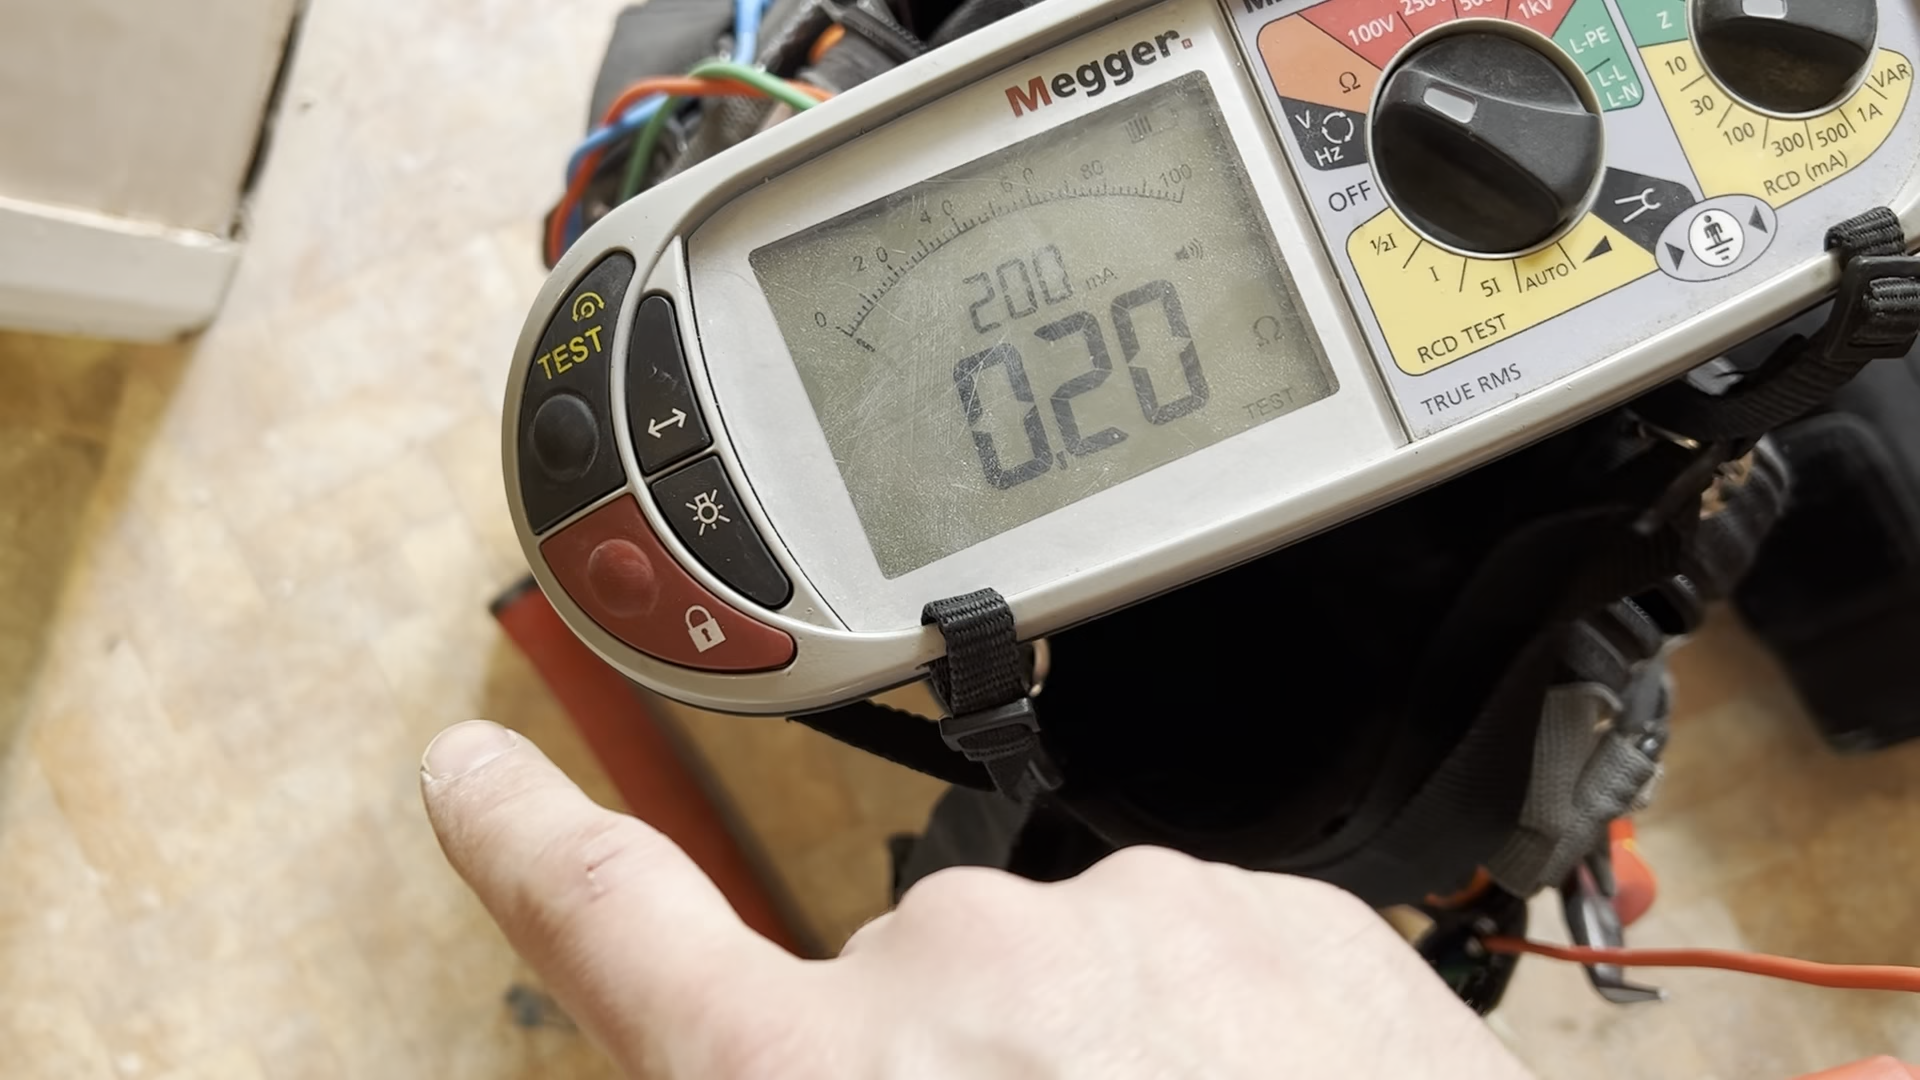 Megger.
0 20 40 60 80 100
200 mA
0.20 Ω
TEST
TEST
100V
1kV
Ω
V
Hz
OFF
L-PE
L-L
L-N
½I
I
5I
AUTO
RCD TEST
TRUE RMS
Z
10
30
100
300
500
1A
VAR
RCD (mA)